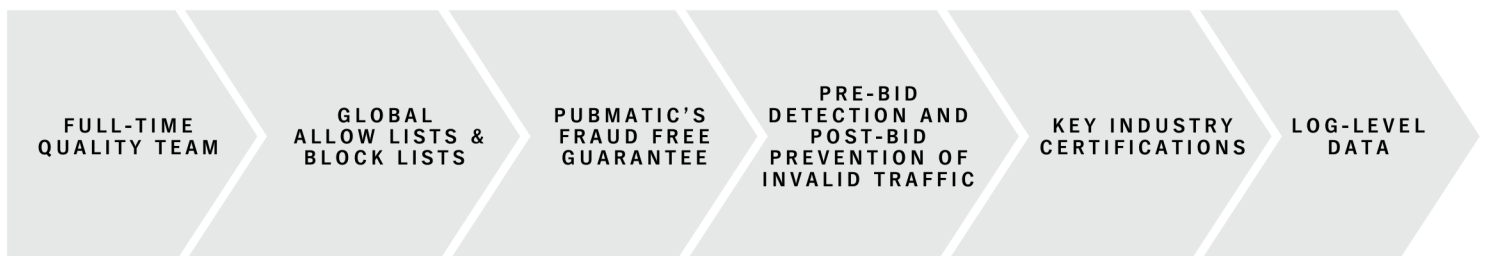 FULL-TIME
QUALITY TEAM
GLOBAL
ALLOW LISTS &
BLOCK LISTS
PUBMATIC’S
FRAUD FREE
GUARANTEE
PRE-BID
DETECTION AND
POST-BID
PREVENTION OF
INVALID TRAFFIC
KEY INDUSTRY
CERTIFICATIONS
LOG-LEVEL
DATA